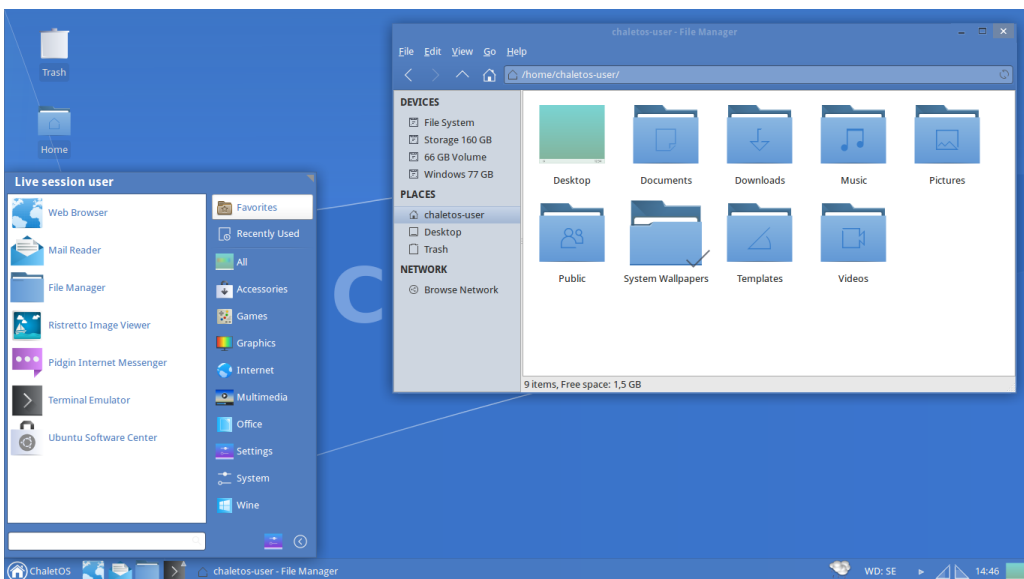 Trash
Home
Live session user
Web Browser
Mail Reader
File Manager
Ristretto Image Viewer
Pidgin Internet Messenger
Terminal Emulator
Ubuntu Software Center
Favorites
Recently Used
All
Accessories
Games
Graphics
Internet
Multimedia
Office
Settings
System
Wine
C
chaletos-user - File Manager
File Edit View Go Help
/home/chaletos-user/
DEVICES
File System
Storage 160 GB
66 GB Volume
Windows 77 GB
PLACES
chaletos-user
Desktop
Trash
NETWORK
Browse Network
Desktop Documents Downloads Music Pictures
Public System Wallpapers Templates Videos
9 items, Free space: 1,5 GB
ChaletOS chaletos-user - File Manager WD: SE 14:46